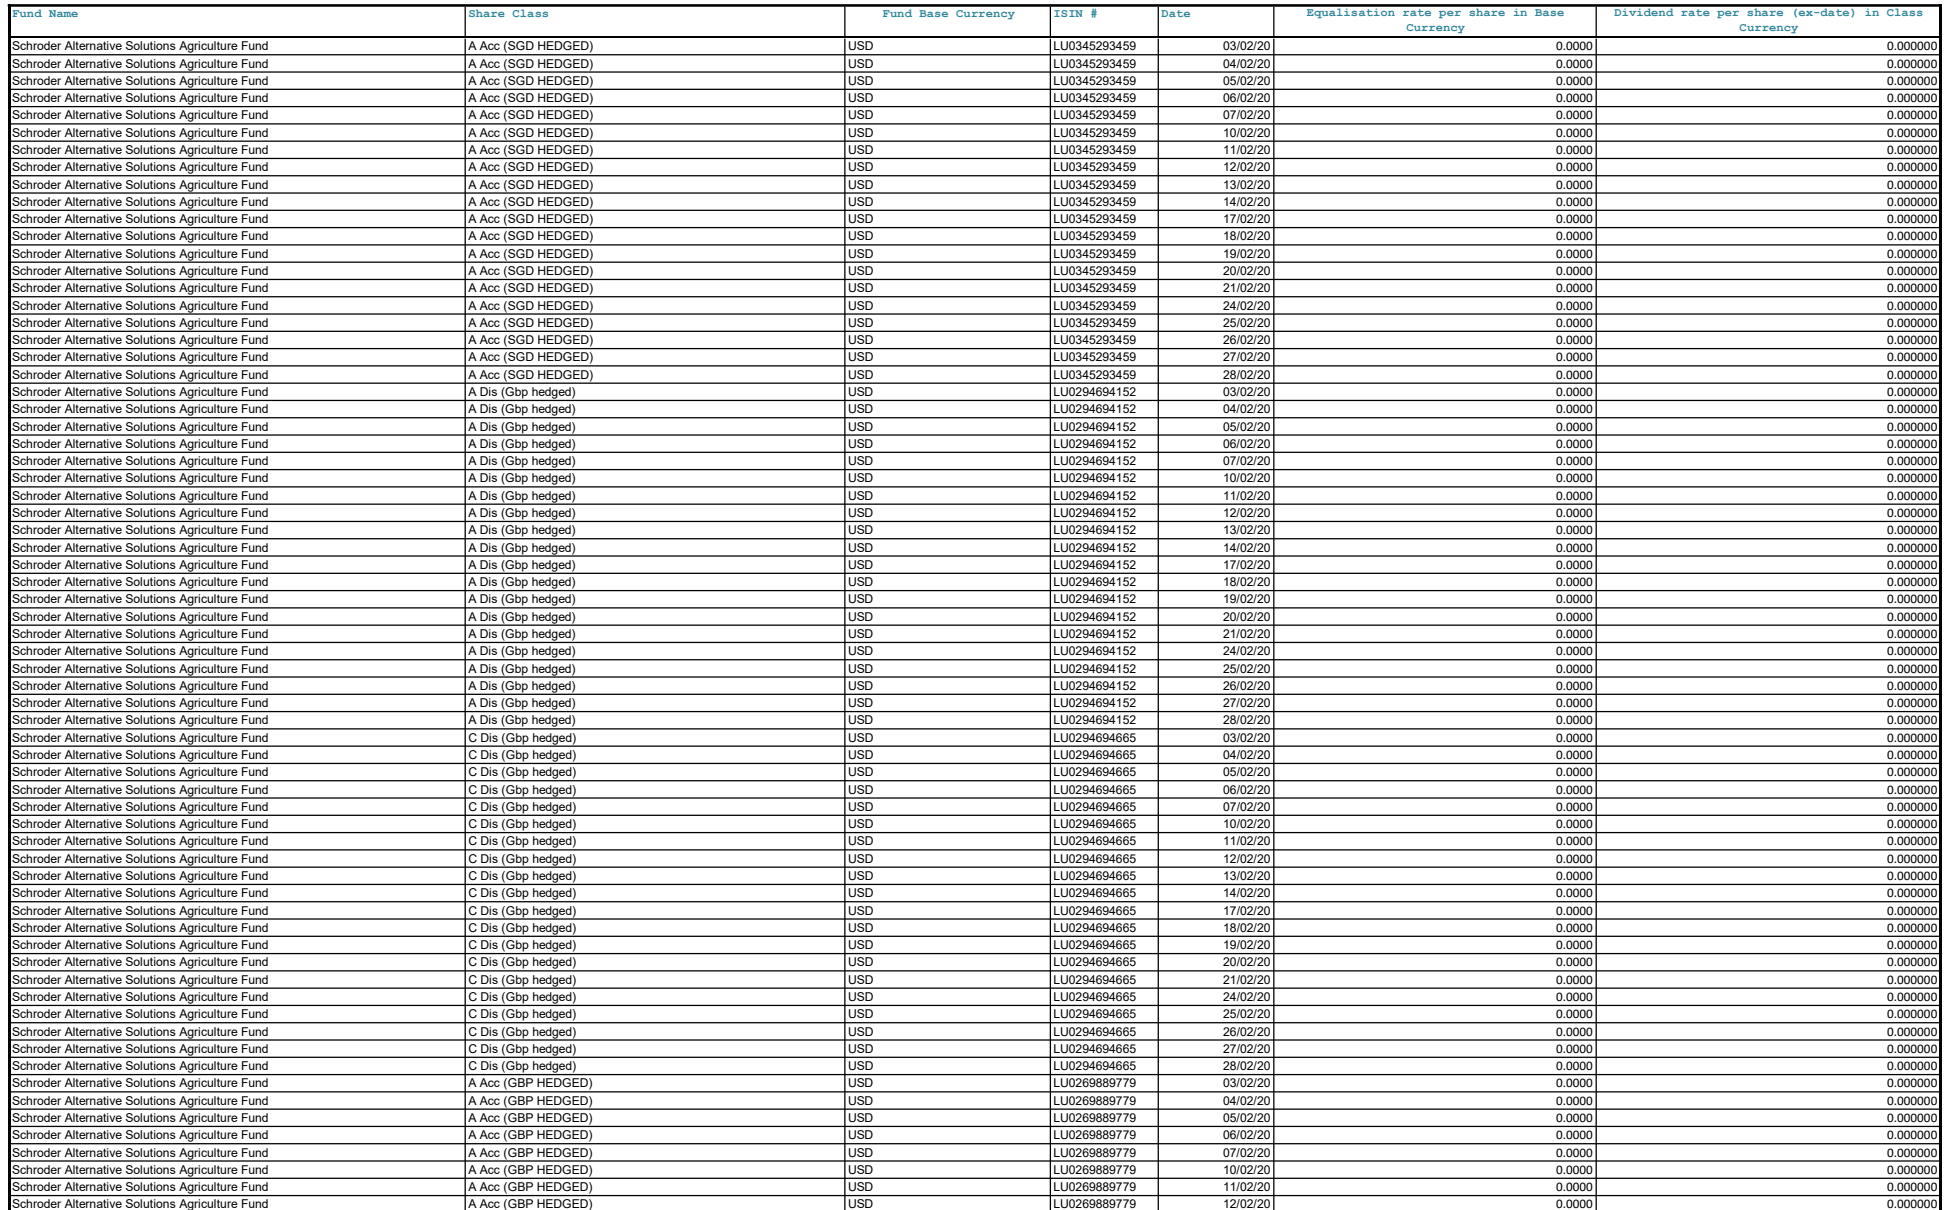 Fund Name Share Class Fund Base Currency ISIN # Date Equalisation rate per share in Base Currency Dividend rate per share (ex-date) in Class Currency
Schroder Alternative Solutions Agriculture Fund A Acc (SGD HEDGED) USD LU0345293459 03/02/20 0.0000 0.000000
Schroder Alternative Solutions Agriculture Fund A Acc (SGD HEDGED) USD LU0345293459 04/02/20 0.0000 0.000000
Schroder Alternative Solutions Agriculture Fund A Acc (SGD HEDGED) USD LU0345293459 05/02/20 0.0000 0.000000
Schroder Alternative Solutions Agriculture Fund A Acc (SGD HEDGED) USD LU0345293459 06/02/20 0.0000 0.000000
Schroder Alternative Solutions Agriculture Fund A Acc (SGD HEDGED) USD LU0345293459 07/02/20 0.0000 0.000000
Schroder Alternative Solutions Agriculture Fund A Acc (SGD HEDGED) USD LU0345293459 10/02/20 0.0000 0.000000
Schroder Alternative Solutions Agriculture Fund A Acc (SGD HEDGED) USD LU0345293459 11/02/20 0.0000 0.000000
Schroder Alternative Solutions Agriculture Fund A Acc (SGD HEDGED) USD LU0345293459 12/02/20 0.0000 0.000000
Schroder Alternative Solutions Agriculture Fund A Acc (SGD HEDGED) USD LU0345293459 13/02/20 0.0000 0.000000
Schroder Alternative Solutions Agriculture Fund A Acc (SGD HEDGED) USD LU0345293459 14/02/20 0.0000 0.000000
Schroder Alternative Solutions Agriculture Fund A Acc (SGD HEDGED) USD LU0345293459 17/02/20 0.0000 0.000000
Schroder Alternative Solutions Agriculture Fund A Acc (SGD HEDGED) USD LU0345293459 18/02/20 0.0000 0.000000
Schroder Alternative Solutions Agriculture Fund A Acc (SGD HEDGED) USD LU0345293459 19/02/20 0.0000 0.000000
Schroder Alternative Solutions Agriculture Fund A Acc (SGD HEDGED) USD LU0345293459 20/02/20 0.0000 0.000000
Schroder Alternative Solutions Agriculture Fund A Acc (SGD HEDGED) USD LU0345293459 21/02/20 0.0000 0.000000
Schroder Alternative Solutions Agriculture Fund A Acc (SGD HEDGED) USD LU0345293459 24/02/20 0.0000 0.000000
Schroder Alternative Solutions Agriculture Fund A Acc (SGD HEDGED) USD LU0345293459 25/02/20 0.0000 0.000000
Schroder Alternative Solutions Agriculture Fund A Acc (SGD HEDGED) USD LU0345293459 26/02/20 0.0000 0.000000
Schroder Alternative Solutions Agriculture Fund A Acc (SGD HEDGED) USD LU0345293459 27/02/20 0.0000 0.000000
Schroder Alternative Solutions Agriculture Fund A Acc (SGD HEDGED) USD LU0345293459 28/02/20 0.0000 0.000000
Schroder Alternative Solutions Agriculture Fund A Dis (Gbp hedged) USD LU0294694152 03/02/20 0.0000 0.000000
Schroder Alternative Solutions Agriculture Fund A Dis (Gbp hedged) USD LU0294694152 04/02/20 0.0000 0.000000
Schroder Alternative Solutions Agriculture Fund A Dis (Gbp hedged) USD LU0294694152 05/02/20 0.0000 0.000000
Schroder Alternative Solutions Agriculture Fund A Dis (Gbp hedged) USD LU0294694152 06/02/20 0.0000 0.000000
Schroder Alternative Solutions Agriculture Fund A Dis (Gbp hedged) USD LU0294694152 07/02/20 0.0000 0.000000
Schroder Alternative Solutions Agriculture Fund A Dis (Gbp hedged) USD LU0294694152 10/02/20 0.0000 0.000000
Schroder Alternative Solutions Agriculture Fund A Dis (Gbp hedged) USD LU0294694152 11/02/20 0.0000 0.000000
Schroder Alternative Solutions Agriculture Fund A Dis (Gbp hedged) USD LU0294694152 12/02/20 0.0000 0.000000
Schroder Alternative Solutions Agriculture Fund A Dis (Gbp hedged) USD LU0294694152 13/02/20 0.0000 0.000000
Schroder Alternative Solutions Agriculture Fund A Dis (Gbp hedged) USD LU0294694152 14/02/20 0.0000 0.000000
Schroder Alternative Solutions Agriculture Fund A Dis (Gbp hedged) USD LU0294694152 17/02/20 0.0000 0.000000
Schroder Alternative Solutions Agriculture Fund A Dis (Gbp hedged) USD LU0294694152 18/02/20 0.0000 0.000000
Schroder Alternative Solutions Agriculture Fund A Dis (Gbp hedged) USD LU0294694152 19/02/20 0.0000 0.000000
Schroder Alternative Solutions Agriculture Fund A Dis (Gbp hedged) USD LU0294694152 20/02/20 0.0000 0.000000
Schroder Alternative Solutions Agriculture Fund A Dis (Gbp hedged) USD LU0294694152 21/02/20 0.0000 0.000000
Schroder Alternative Solutions Agriculture Fund A Dis (Gbp hedged) USD LU0294694152 24/02/20 0.0000 0.000000
Schroder Alternative Solutions Agriculture Fund A Dis (Gbp hedged) USD LU0294694152 25/02/20 0.0000 0.000000
Schroder Alternative Solutions Agriculture Fund A Dis (Gbp hedged) USD LU0294694152 26/02/20 0.0000 0.000000
Schroder Alternative Solutions Agriculture Fund A Dis (Gbp hedged) USD LU0294694152 27/02/20 0.0000 0.000000
Schroder Alternative Solutions Agriculture Fund A Dis (Gbp hedged) USD LU0294694152 28/02/20 0.0000 0.000000
Schroder Alternative Solutions Agriculture Fund C Dis (Gbp hedged) USD LU0294694665 03/02/20 0.0000 0.000000
Schroder Alternative Solutions Agriculture Fund C Dis (Gbp hedged) USD LU0294694665 04/02/20 0.0000 0.000000
Schroder Alternative Solutions Agriculture Fund C Dis (Gbp hedged) USD LU0294694665 05/02/20 0.0000 0.000000
Schroder Alternative Solutions Agriculture Fund C Dis (Gbp hedged) USD LU0294694665 06/02/20 0.0000 0.000000
Schroder Alternative Solutions Agriculture Fund C Dis (Gbp hedged) USD LU0294694665 07/02/20 0.0000 0.000000
Schroder Alternative Solutions Agriculture Fund C Dis (Gbp hedged) USD LU0294694665 10/02/20 0.0000 0.000000
Schroder Alternative Solutions Agriculture Fund C Dis (Gbp hedged) USD LU0294694665 11/02/20 0.0000 0.000000
Schroder Alternative Solutions Agriculture Fund C Dis (Gbp hedged) USD LU0294694665 12/02/20 0.0000 0.000000
Schroder Alternative Solutions Agriculture Fund C Dis (Gbp hedged) USD LU0294694665 13/02/20 0.0000 0.000000
Schroder Alternative Solutions Agriculture Fund C Dis (Gbp hedged) USD LU0294694665 14/02/20 0.0000 0.000000
Schroder Alternative Solutions Agriculture Fund C Dis (Gbp hedged) USD LU0294694665 17/02/20 0.0000 0.000000
Schroder Alternative Solutions Agriculture Fund C Dis (Gbp hedged) USD LU0294694665 18/02/20 0.0000 0.000000
Schroder Alternative Solutions Agriculture Fund C Dis (Gbp hedged) USD LU0294694665 19/02/20 0.0000 0.000000
Schroder Alternative Solutions Agriculture Fund C Dis (Gbp hedged) USD LU0294694665 20/02/20 0.0000 0.000000
Schroder Alternative Solutions Agriculture Fund C Dis (Gbp hedged) USD LU0294694665 21/02/20 0.0000 0.000000
Schroder Alternative Solutions Agriculture Fund C Dis (Gbp hedged) USD LU0294694665 24/02/20 0.0000 0.000000
Schroder Alternative Solutions Agriculture Fund C Dis (Gbp hedged) USD LU0294694665 25/02/20 0.0000 0.000000
Schroder Alternative Solutions Agriculture Fund C Dis (Gbp hedged) USD LU0294694665 26/02/20 0.0000 0.000000
Schroder Alternative Solutions Agriculture Fund C Dis (Gbp hedged) USD LU0294694665 27/02/20 0.0000 0.000000
Schroder Alternative Solutions Agriculture Fund C Dis (Gbp hedged) USD LU0294694665 28/02/20 0.0000 0.000000
Schroder Alternative Solutions Agriculture Fund A Acc (GBP HEDGED) USD LU0269889779 03/02/20 0.0000 0.000000
Schroder Alternative Solutions Agriculture Fund A Acc (GBP HEDGED) USD LU0269889779 04/02/20 0.0000 0.000000
Schroder Alternative Solutions Agriculture Fund A Acc (GBP HEDGED) USD LU0269889779 05/02/20 0.0000 0.000000
Schroder Alternative Solutions Agriculture Fund A Acc (GBP HEDGED) USD LU0269889779 06/02/20 0.0000 0.000000
Schroder Alternative Solutions Agriculture Fund A Acc (GBP HEDGED) USD LU0269889779 07/02/20 0.0000 0.000000
Schroder Alternative Solutions Agriculture Fund A Acc (GBP HEDGED) USD LU0269889779 10/02/20 0.0000 0.000000
Schroder Alternative Solutions Agriculture Fund A Acc (GBP HEDGED) USD LU0269889779 11/02/20 0.0000 0.000000
Schroder Alternative Solutions Agriculture Fund A Acc (GBP HEDGED) USD LU0269889779 12/02/20 0.0000 0.000000